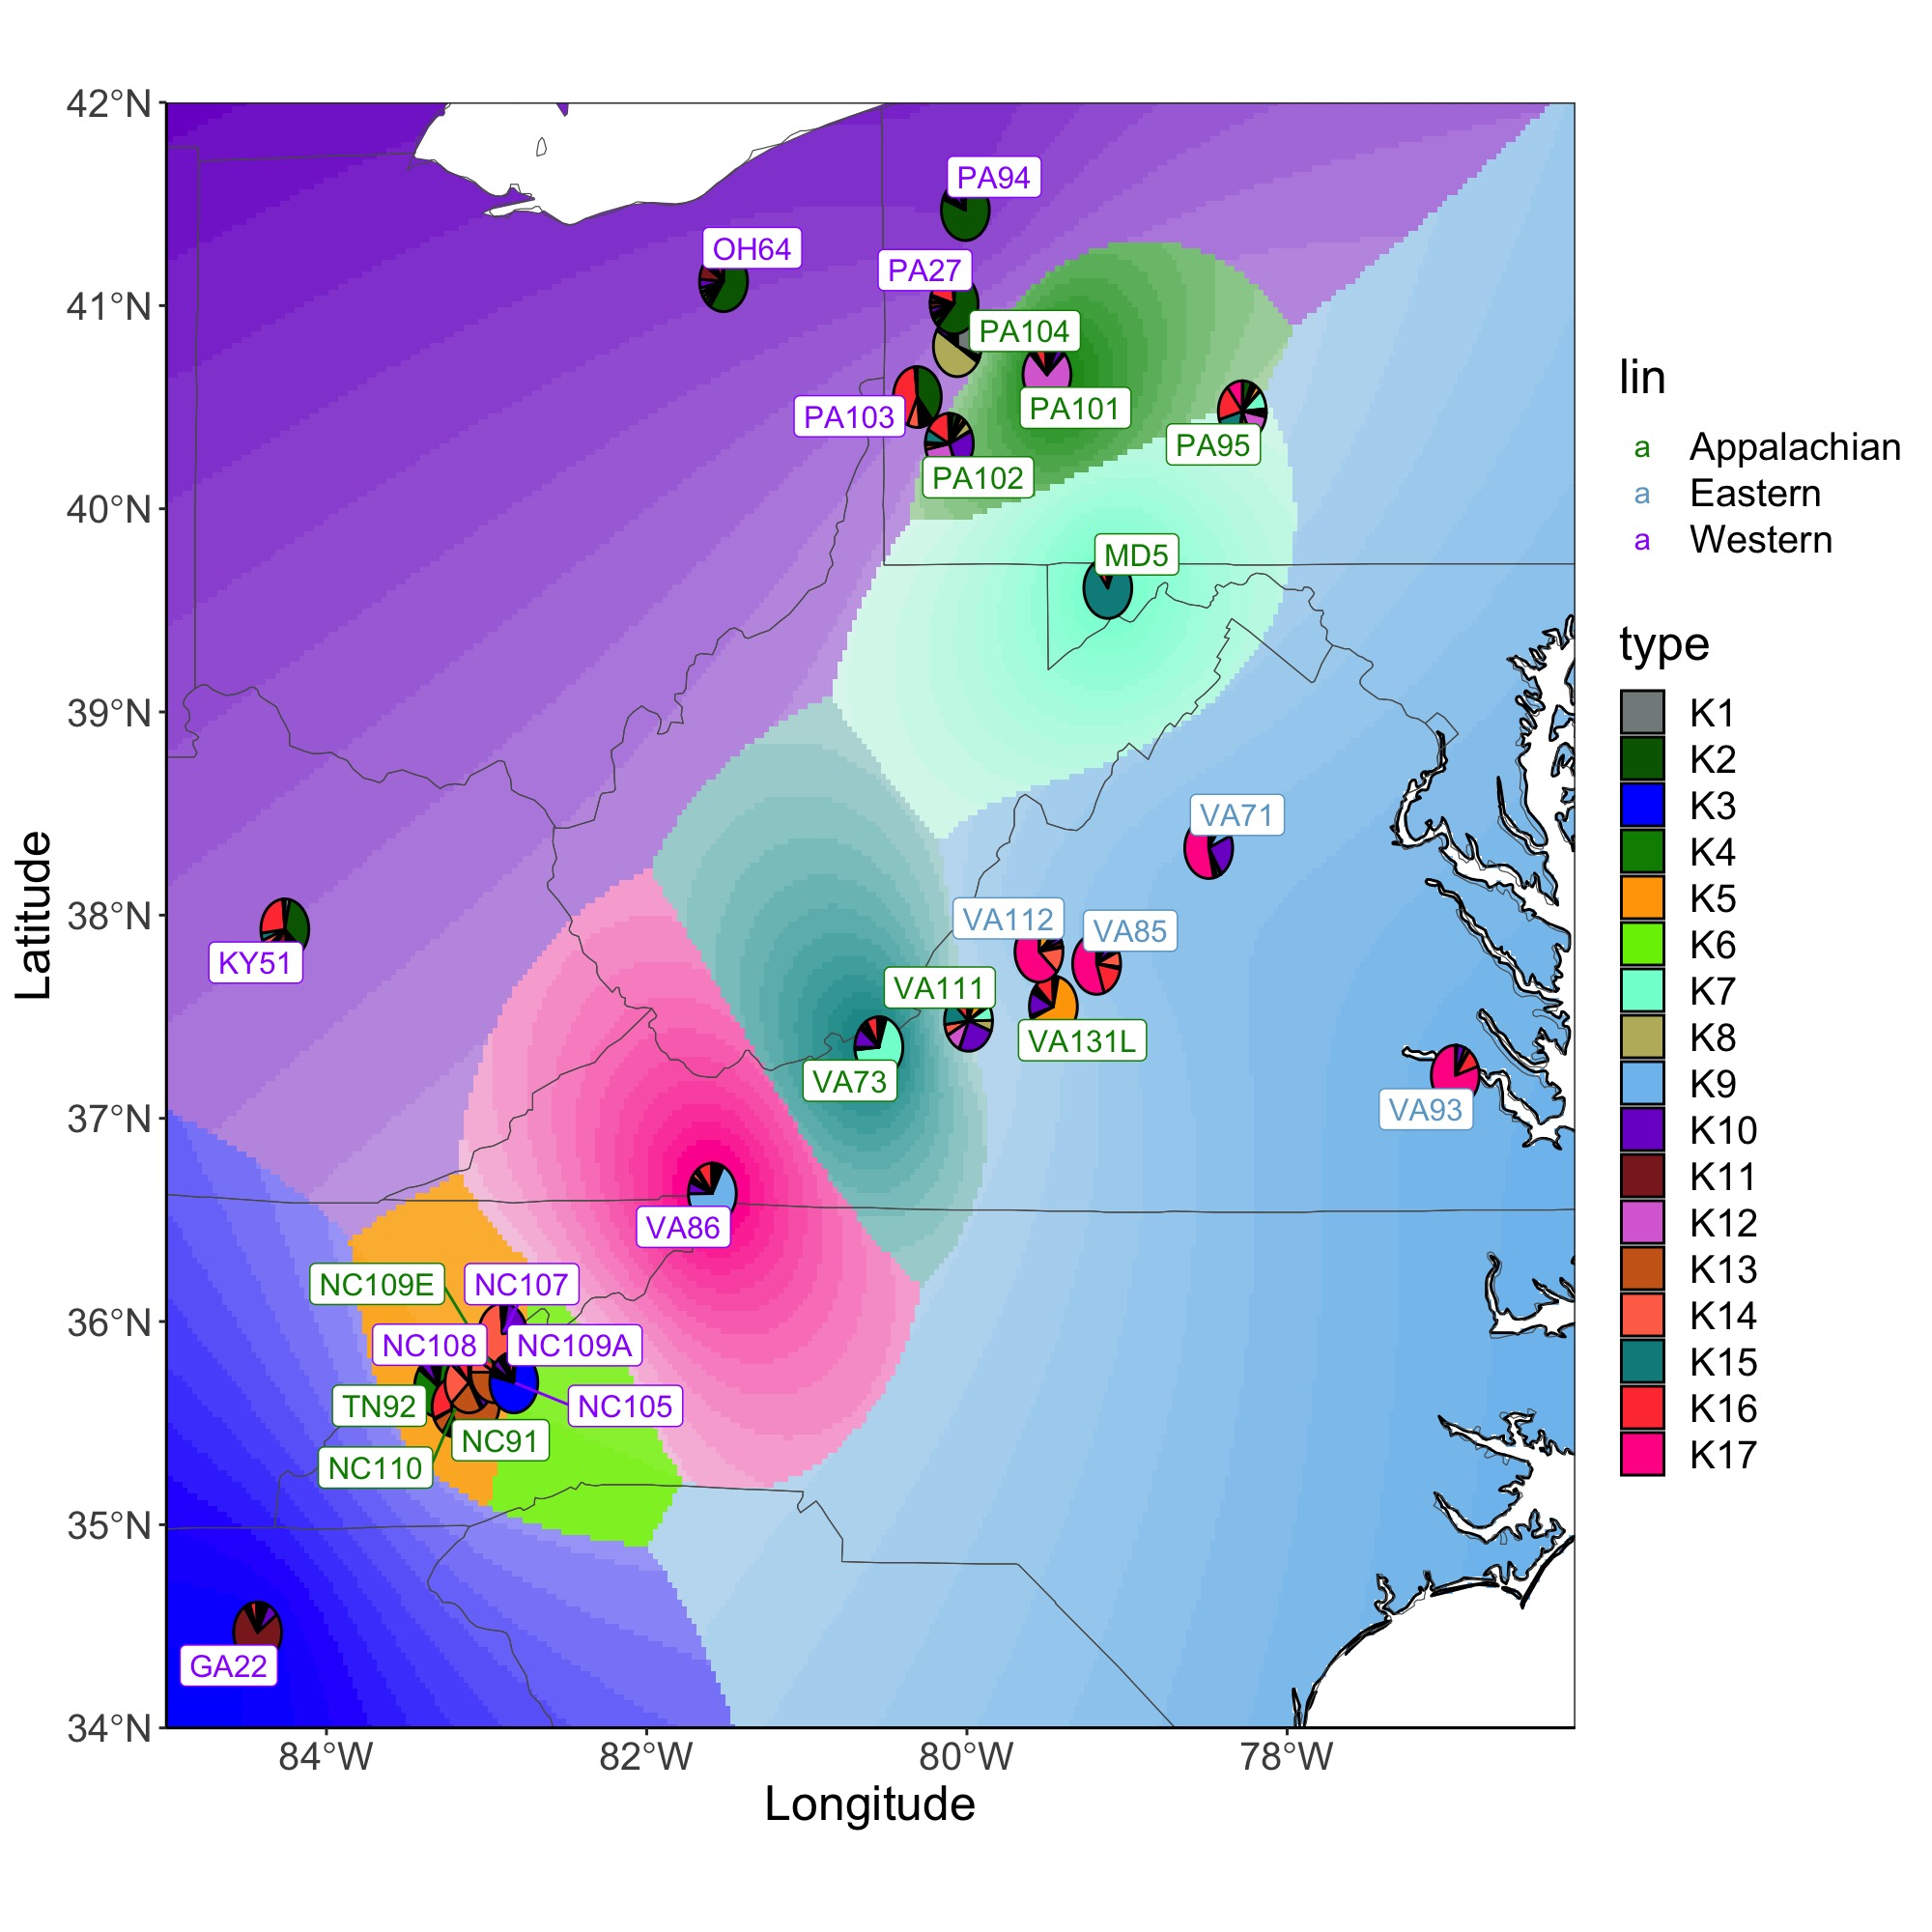 42°N
41°N
40°N
39°N
38°N
37°N
36°N
35°N
34°N
84°W
82°W
80°W
78°W
Longitude
Latitude
PA94
OH64
PA27
PA104
PA103
PA101
PA95
PA102
MD5
VA71
VA112
VA85
KY51
VA111
VA131L
VA73
VA93
VA86
NC109E
NC107
NC108
NC109A
TN92
NC105
NC91
NC110
GA22
lin
a Appalachian
a Eastern
a Western
type
K1
K2
K3
K4
K5
K6
K7
K8
K9
K10
K11
K12
K13
K14
K15
K16
K17